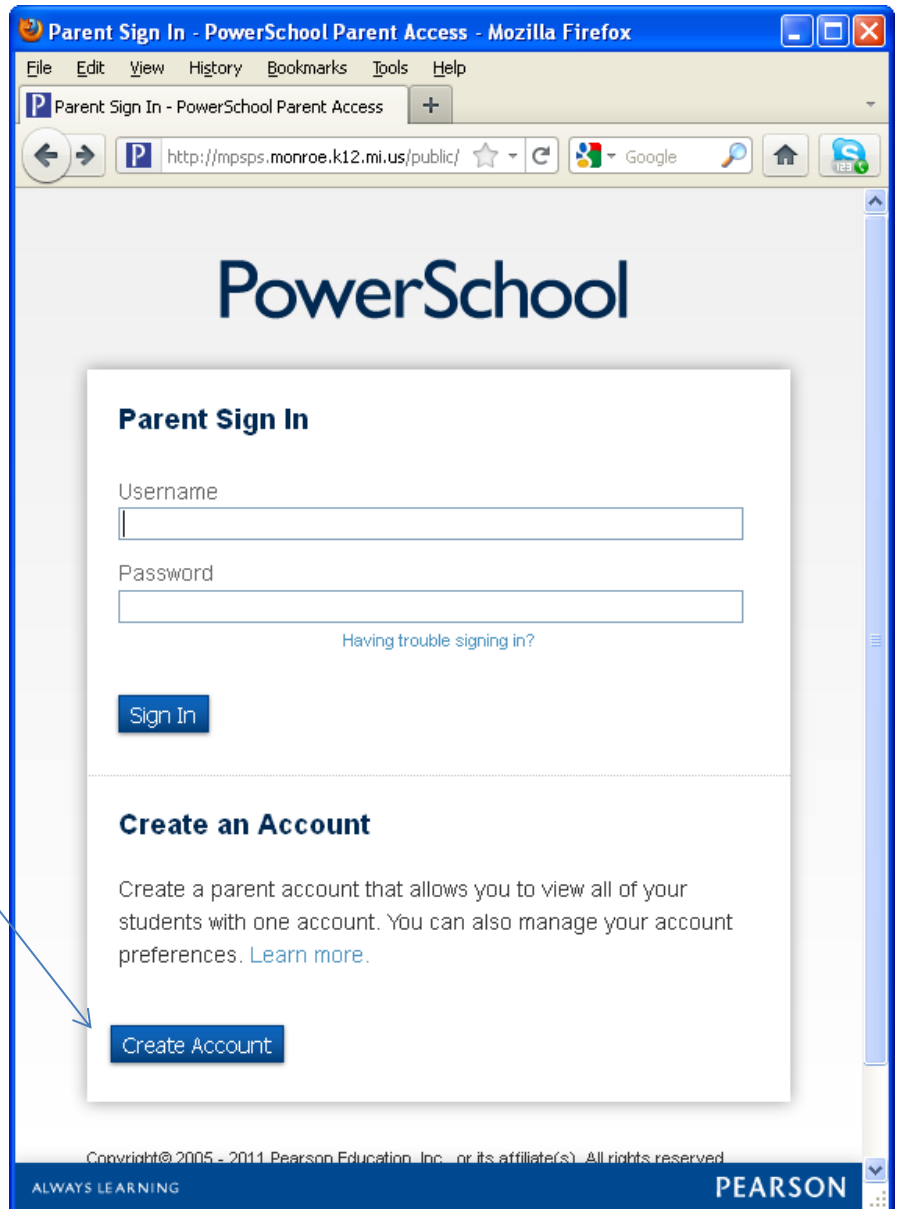 Parent Sign In - PowerSchool Parent Access - Mozilla Firefox
File Edit View History Bookmarks Tools Help
P Parent Sign In - PowerSchool Parent Access +
P http://mpsps.monroe.k12.mi.us/public/ Google 123
PowerSchool
Parent Sign In
Username
Password
Having trouble signing in?
Sign In
Create an Account
Create a parent account that allows you to view all of your
students with one account. You can also manage your account
preferences. Learn more.
Create Account
Copyright© 2005 - 2011 Pearson Education, Inc., or its affiliate(s). All rights reserved.
ALWAYS LEARNING PEARSON